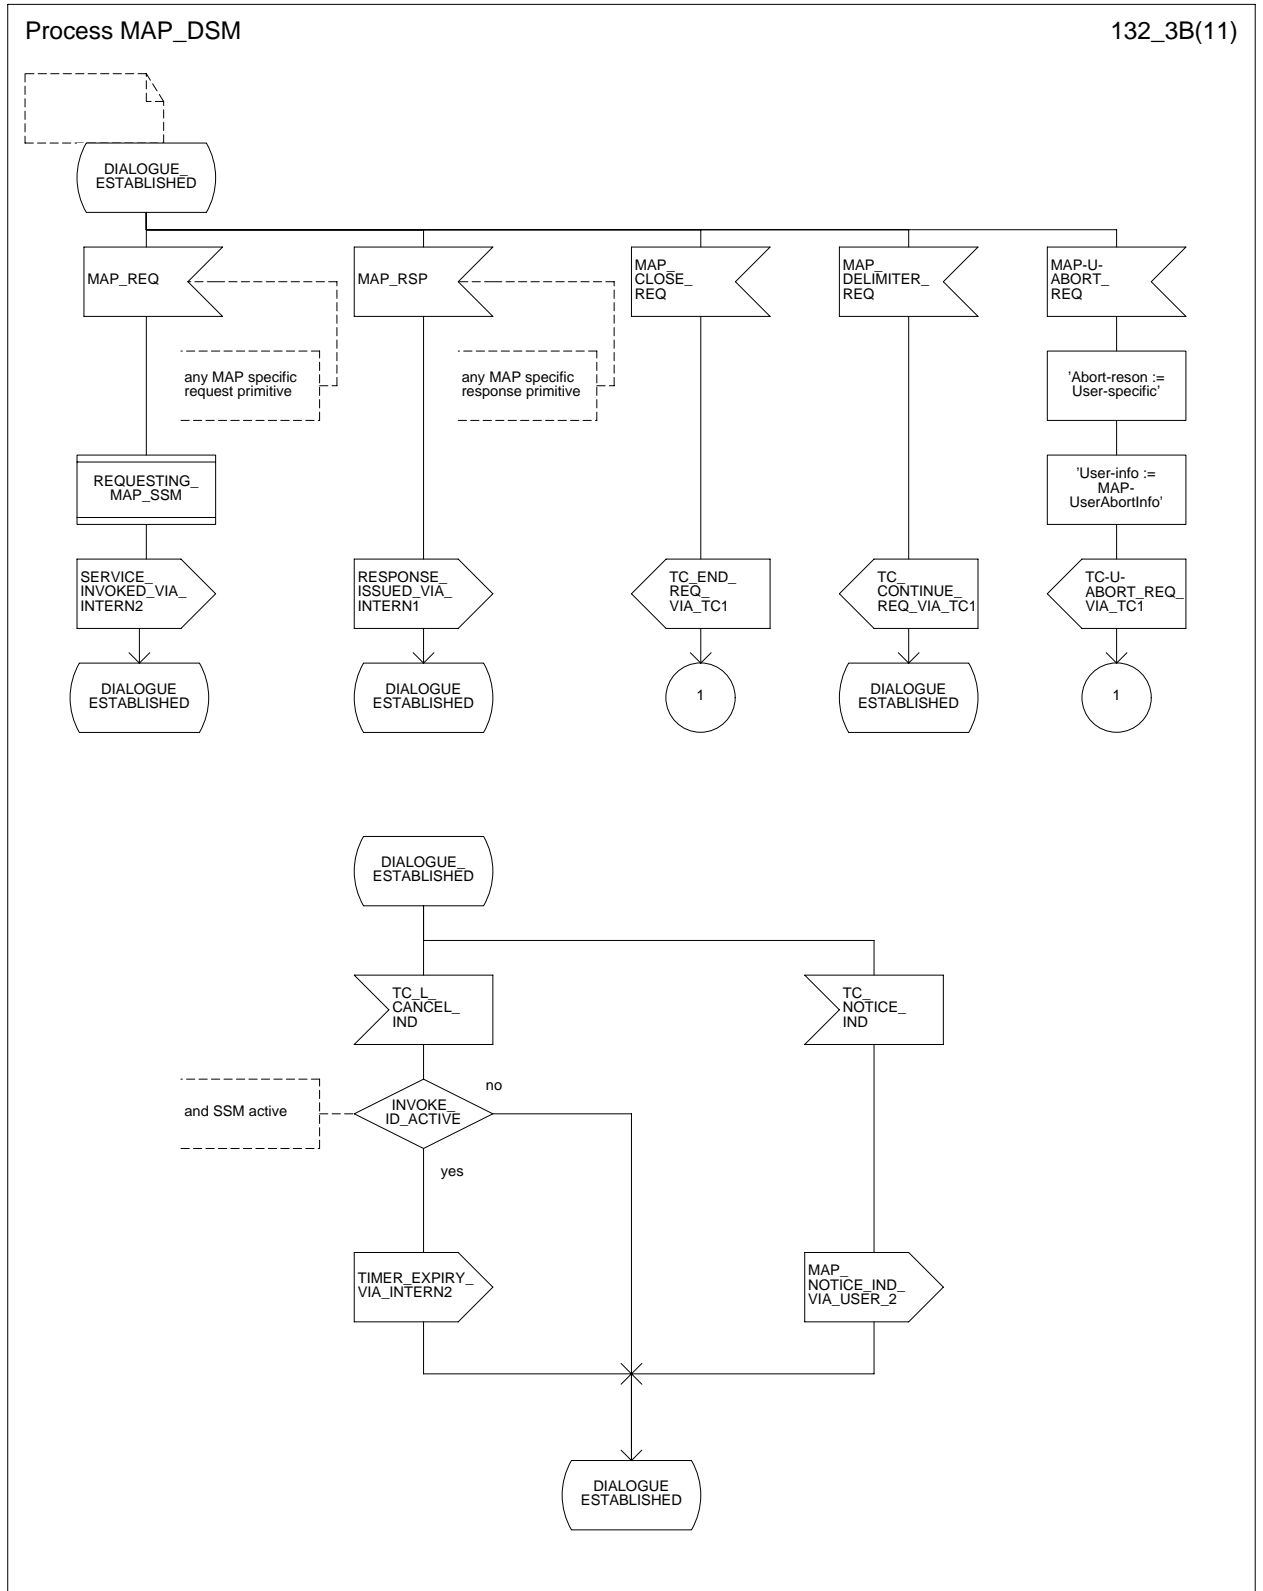 Process MAP_DSM
132_3B(11)
DIALOGUE_
ESTABLISHED
MAP_REQ
MAP_RSP
MAP_
CLOSE_
REQ
MAP_
DELIMITER_
REQ
MAP-U-
ABORT_
REQ
any MAP specific
request primitive
any MAP specific
response primitive
'Abort-reson :=
User-specific'
REQUESTING_
MAP_SSM
'User-info :=
MAP-
UserAbortInfo'
SERVICE_
INVOKED_VIA_
INTERN2
RESPONSE_
ISSUED_VIA_
INTERN1
TC_END_
REQ_
VIA_TC1
TC_
CONTINUE_
REQ_VIA_TC1
TC-U-
ABORT_REQ_
VIA_TC1
DIALOGUE
ESTABLISHED
DIALOGUE
ESTABLISHED
1
DIALOGUE
ESTABLISHED
1
DIALOGUE_
ESTABLISHED
TC_L_
CANCEL_
IND
TC_
NOTICE_
IND
and SSM active
INVOKE_
ID_ACTIVE
no
yes
TIMER_EXPIRY_
VIA_INTERN2
MAP_
NOTICE_IND_
VIA_USER_2
DIALOGUE
ESTABLISHED